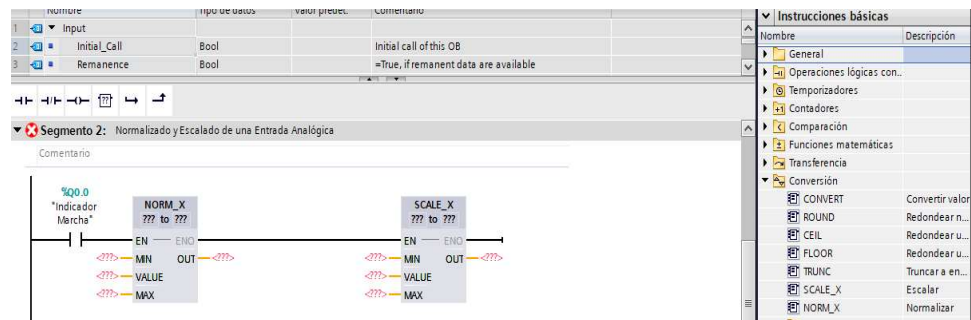 Nombre Tipo de datos Valor predet. Comentario
1 Input
2 Initial_Call Bool Initial call of this OB
3 Remanence Bool =True, if remanent data are available
Segmento 2: Normalizado y Escalado de una Entrada Analógica
Comentario
%Q0.0
"Indicador
Marcha"
NORM_X
??? to ???
EN ENO
<???> MIN OUT <???>
<???> VALUE
<???> MAX
SCALE_X
??? to ???
EN ENO
<???> MIN OUT <???>
<???> VALUE
<???> MAX
Instrucciones básicas
Nombre Descripción
General
Operaciones lógicas con..
Temporizadores
Contadores
Comparación
Funciones matemáticas
Transferencia
Conversión
CONVERT Convertir valor
ROUND Redondear n...
CEIL Redondear u...
FLOOR Redondear u...
TRUNC Truncar a en...
SCALE_X Escalar
NORM_X Normalizar